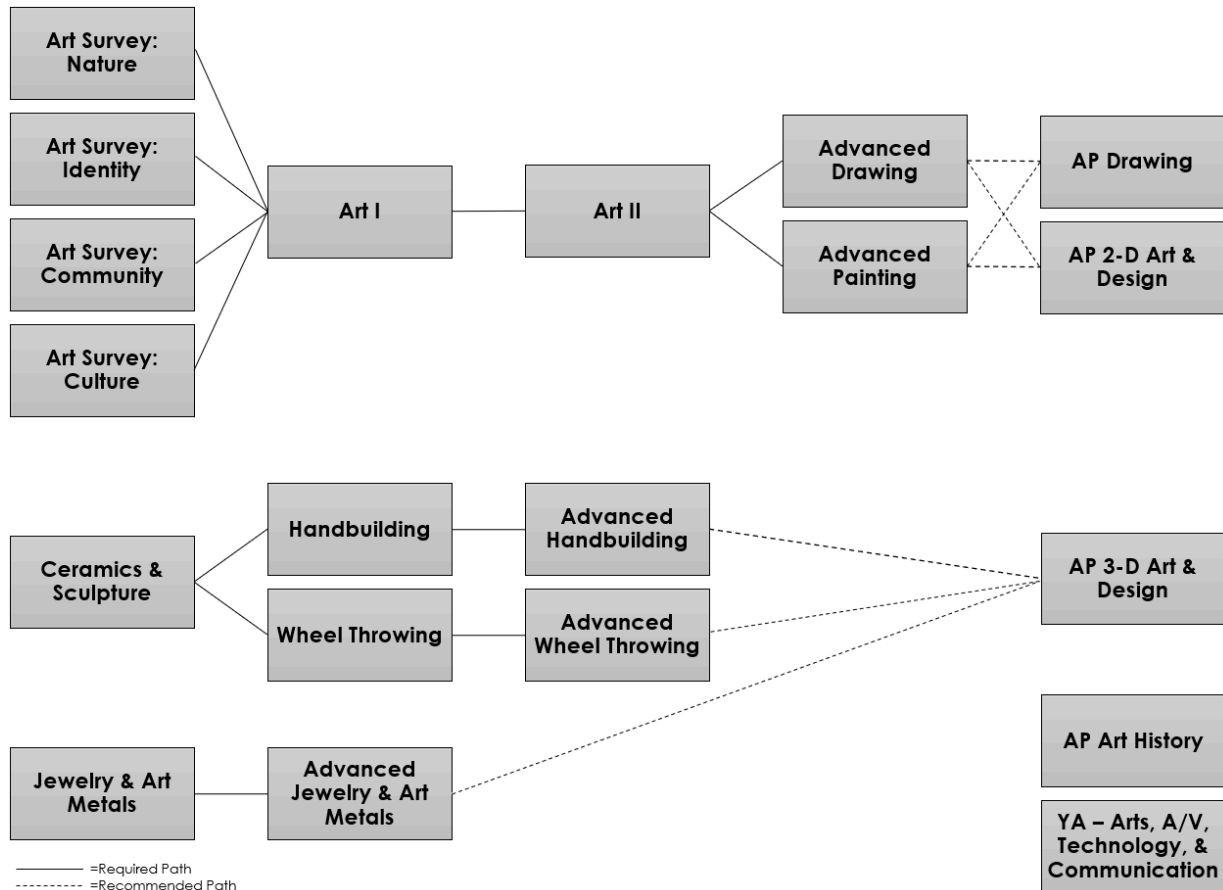 Art Survey:
Nature
Art Survey:
Identity
Art Survey:
Community
Art Survey:
Culture
Art I
Art II
Advanced
Drawing
Advanced
Painting
AP Drawing
AP 2-D Art &
Design
Ceramics &
Sculpture
Handbuilding
Wheel Throwing
Advanced
Handbuilding
Advanced
Wheel Throwing
AP 3-D Art &
Design
Jewelry & Art
Metals
Advanced
Jewelry & Art
Metals
AP Art History
YA – Arts, A/V,
Technology, &
Communication
=Required Path
=Recommended Path